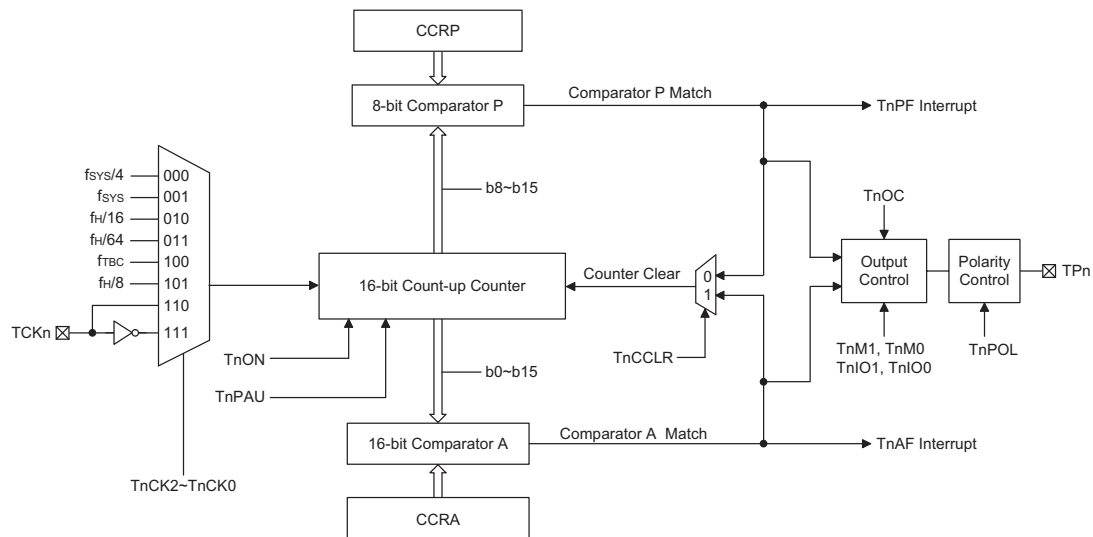 CCRP
8-bit Comparator P
Comparator P Match
TnPF Interrupt
b8~b15
fSYS/4
000
fSYS
001
fH/16
010
fH/64
011
fTBC
100
fH/8
101
110
TCKn
111
16-bit Count-up Counter
Counter Clear
0
1
TnOC
Output
Control
Polarity
Control
TPn
TnON
TnPAU
TnCCLR
TnM1, TnM0
TnIO1, TnIO0
TnPOL
b0~b15
16-bit Comparator A
Comparator A Match
TnAF Interrupt
TnCK2~TnCK0
CCRA